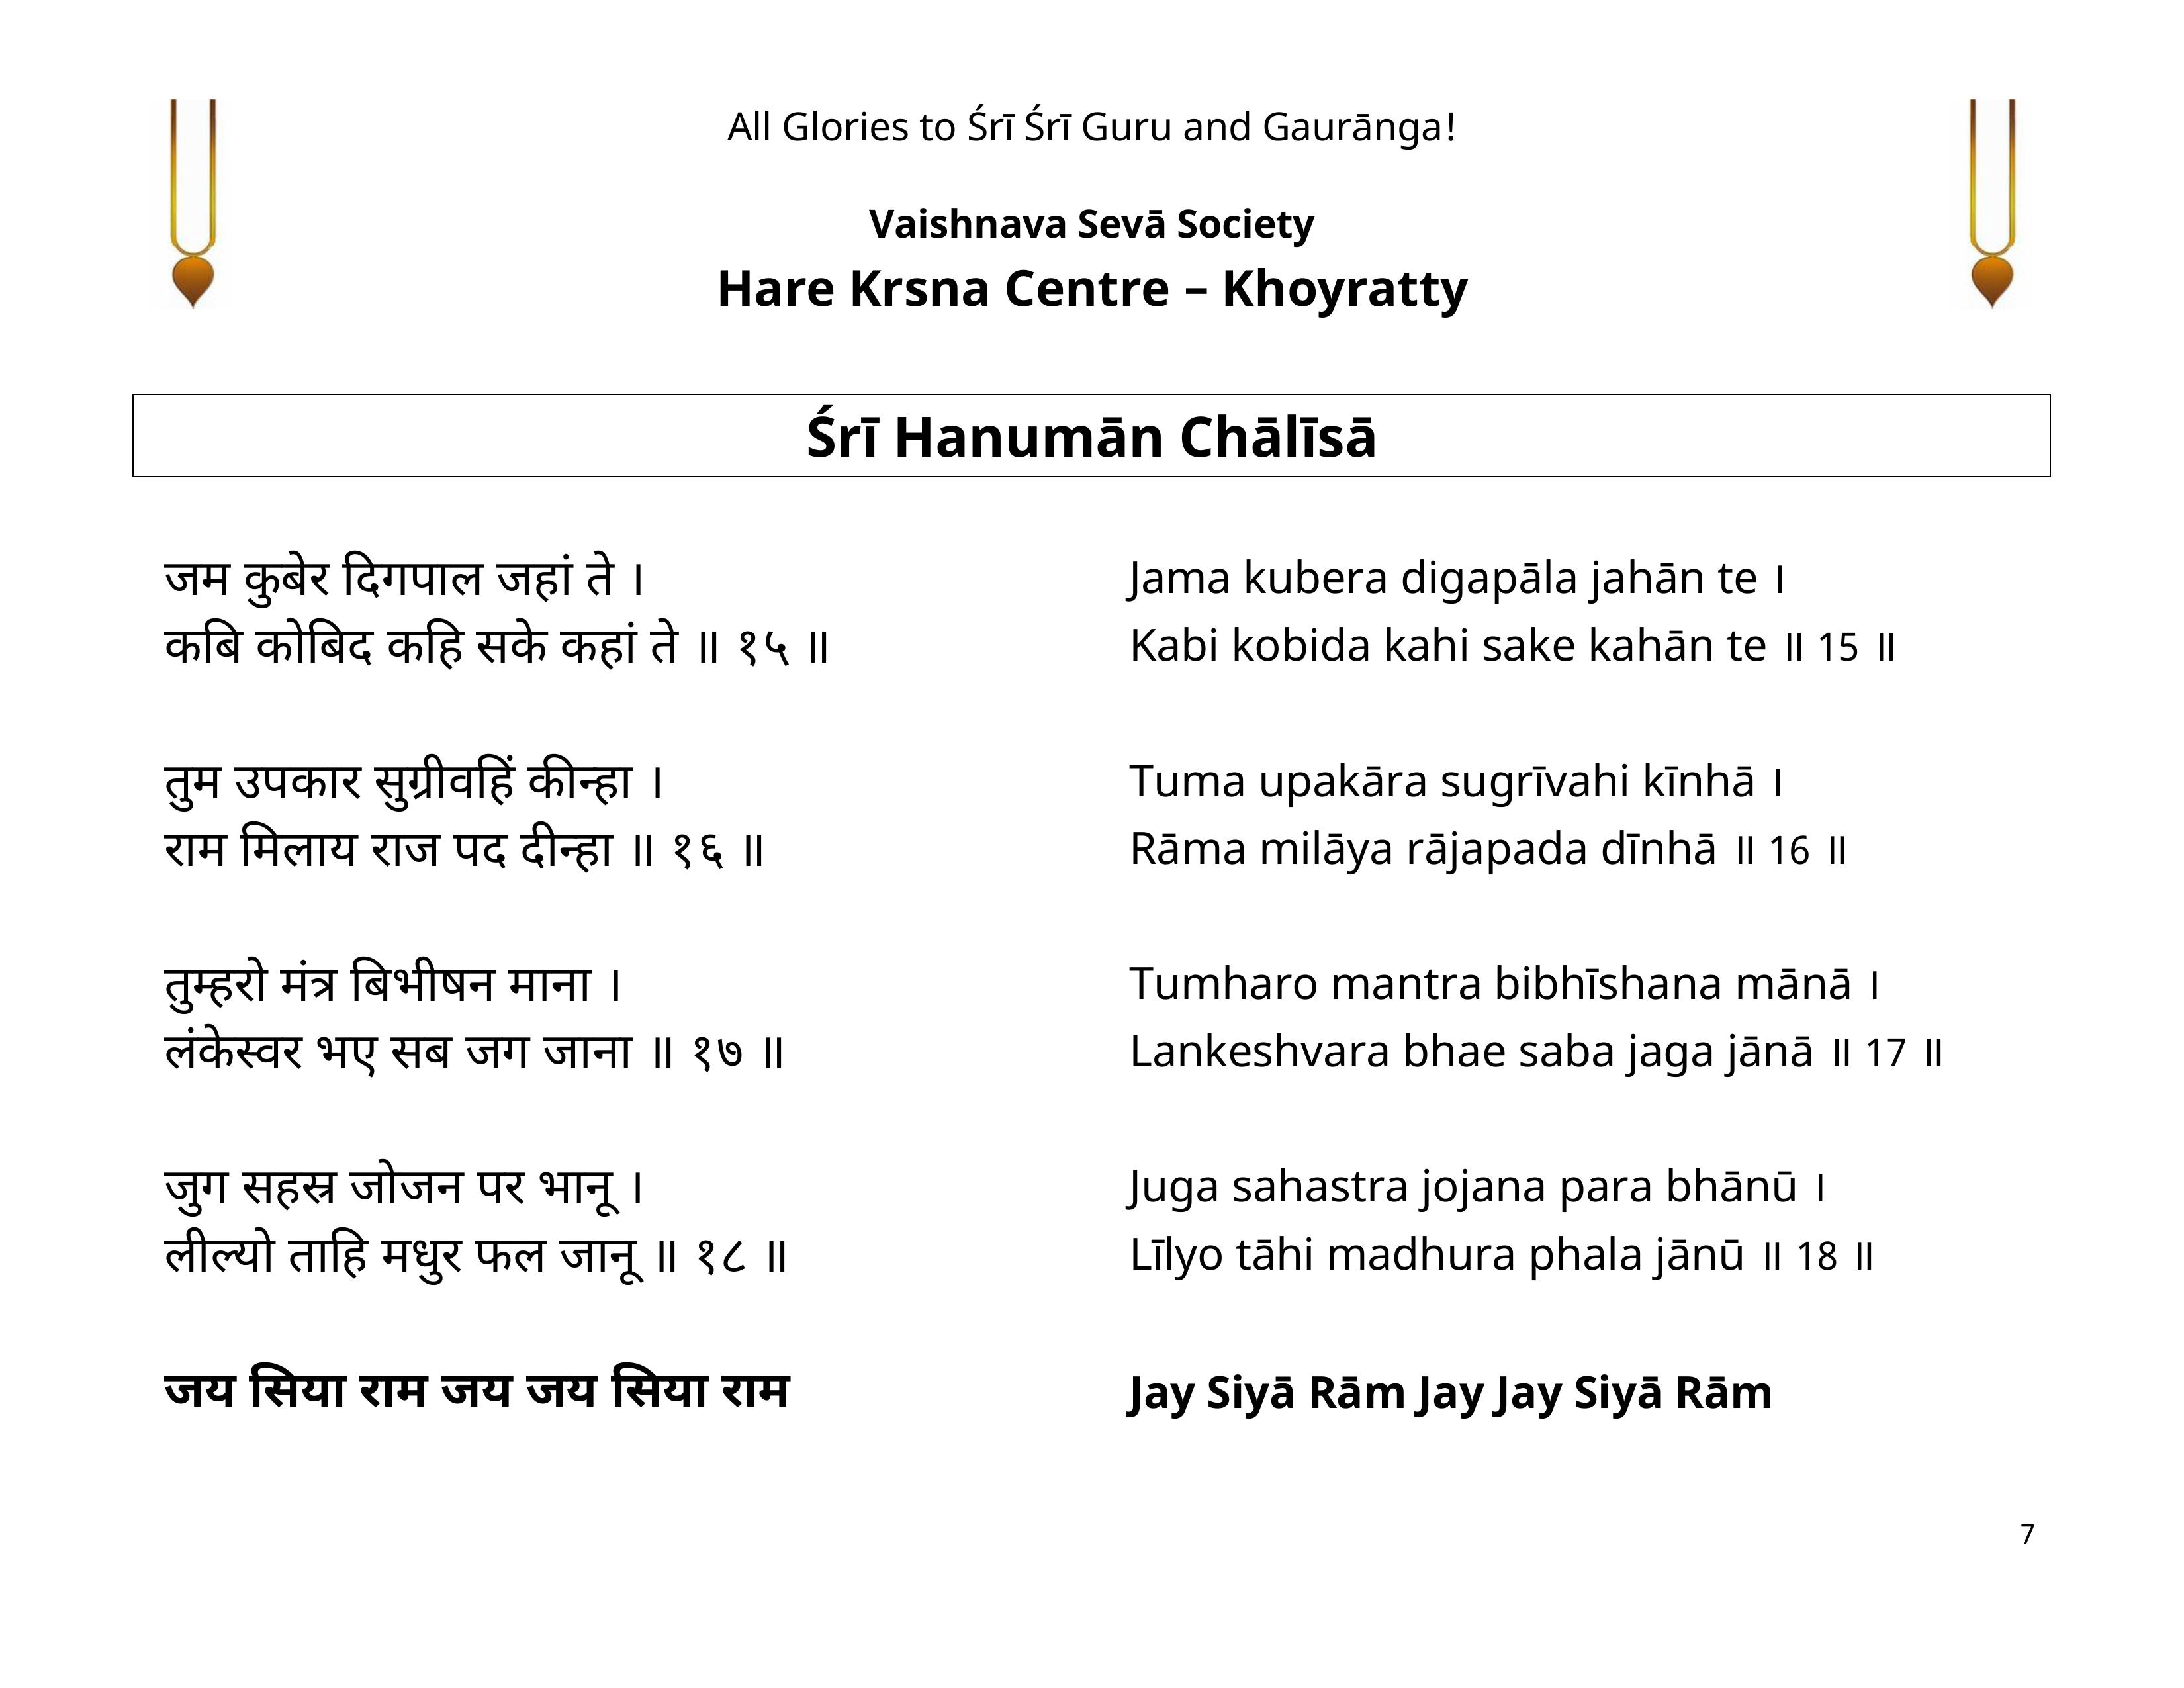 All Glories to Śrī Śrī Guru and Gaurānga!
Vaishnava Sevā Society
Hare Krsna Centre – Khoyratty
Śrī Hanumān Chālīsā
जम कुबेर दिगपाल जहां ते ।
कबि कोबिद कहि सके कहां ते ॥ १५ ॥
तुम उपकार सुग्रीवहिं कीन्हा ।
राम मिलाय राज पद दीन्हा ॥ १६ ॥
तुम्हरो मंत्र बिभीषन माना ।
लंकेस्वर भए सब जग जाना ॥ १७ ॥
जुग सहस्र जोजन पर भानू ।
लील्यो ताहि मधुर फल जानू ॥ १८ ॥
जय सिया राम जय जय सिया राम
Jama kubera digapāla jahān te ।
Kabi kobida kahi sake kahān te ॥ 15 ॥
Tuma upakāra sugrīvahi kīnhā ।
Rāma milāya rājapada dīnhā ॥ 16 ॥
Tumharo mantra bibhīshana mānā ।
Lankeshvara bhae saba jaga jānā ॥ 17 ॥
Juga sahastra jojana para bhānū ।
Līlyo tāhi madhura phala jānū ॥ 18 ॥
Jay Siyā Rām Jay Jay Siyā Rām
7